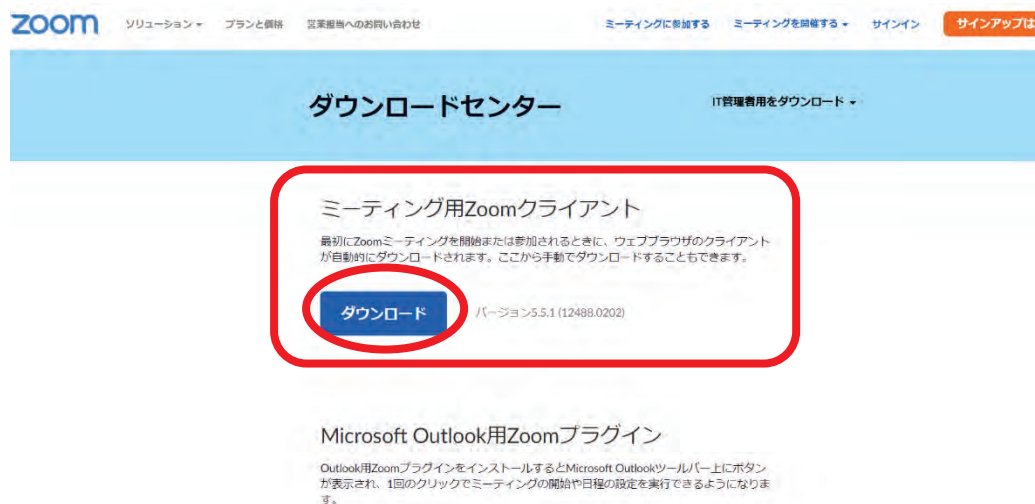 zoom ソリューション プランと価格 営業担当へのお問い合わせ ミーティングに参加する ミーティングを開催する サインイン サインアップは
ダウンロードセンター IT管理者用をダウンロード
ミーティング用Zoomクライアント
最初にZoomミーティングを開始または参加されるときに、ウェブブラウザのクライアント
が自動的にダウンロードされます。ここから手動でダウンロードすることもできます。
ダウンロード バージョン5.5.1 (12488.0202)
Microsoft Outlook用Zoomプラグイン
Outlook用ZoomプラグインをインストールするとMicrosoft Outlookツールバー上にボタン
が表示され、1回のクリックでミーティングの開始や日程の設定を実行できるようになりま
す。